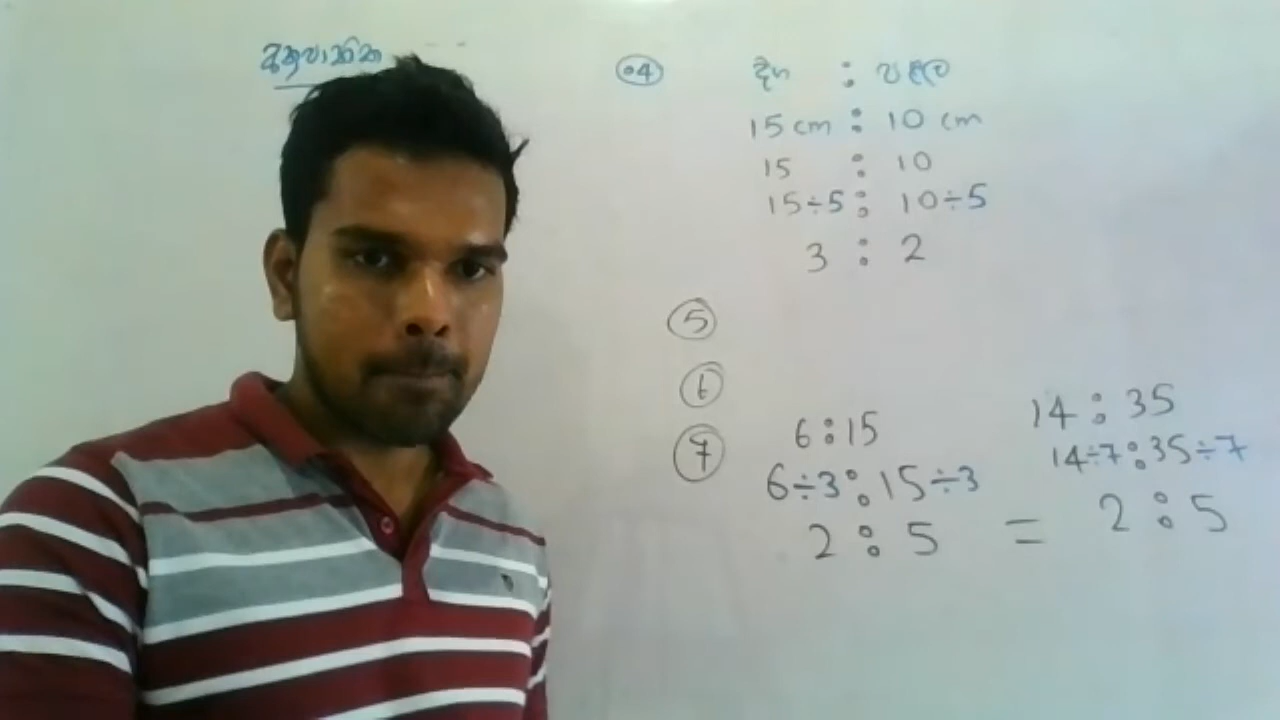 අනුපාතික
04
දිග : පළල
15 cm : 10 cm
15 : 10
15÷5 : 10÷5
3 : 2
5
6
7
6:15
14 : 35
6÷3 : 15÷3
14÷7 : 35÷7
2 : 5 = 2 : 5